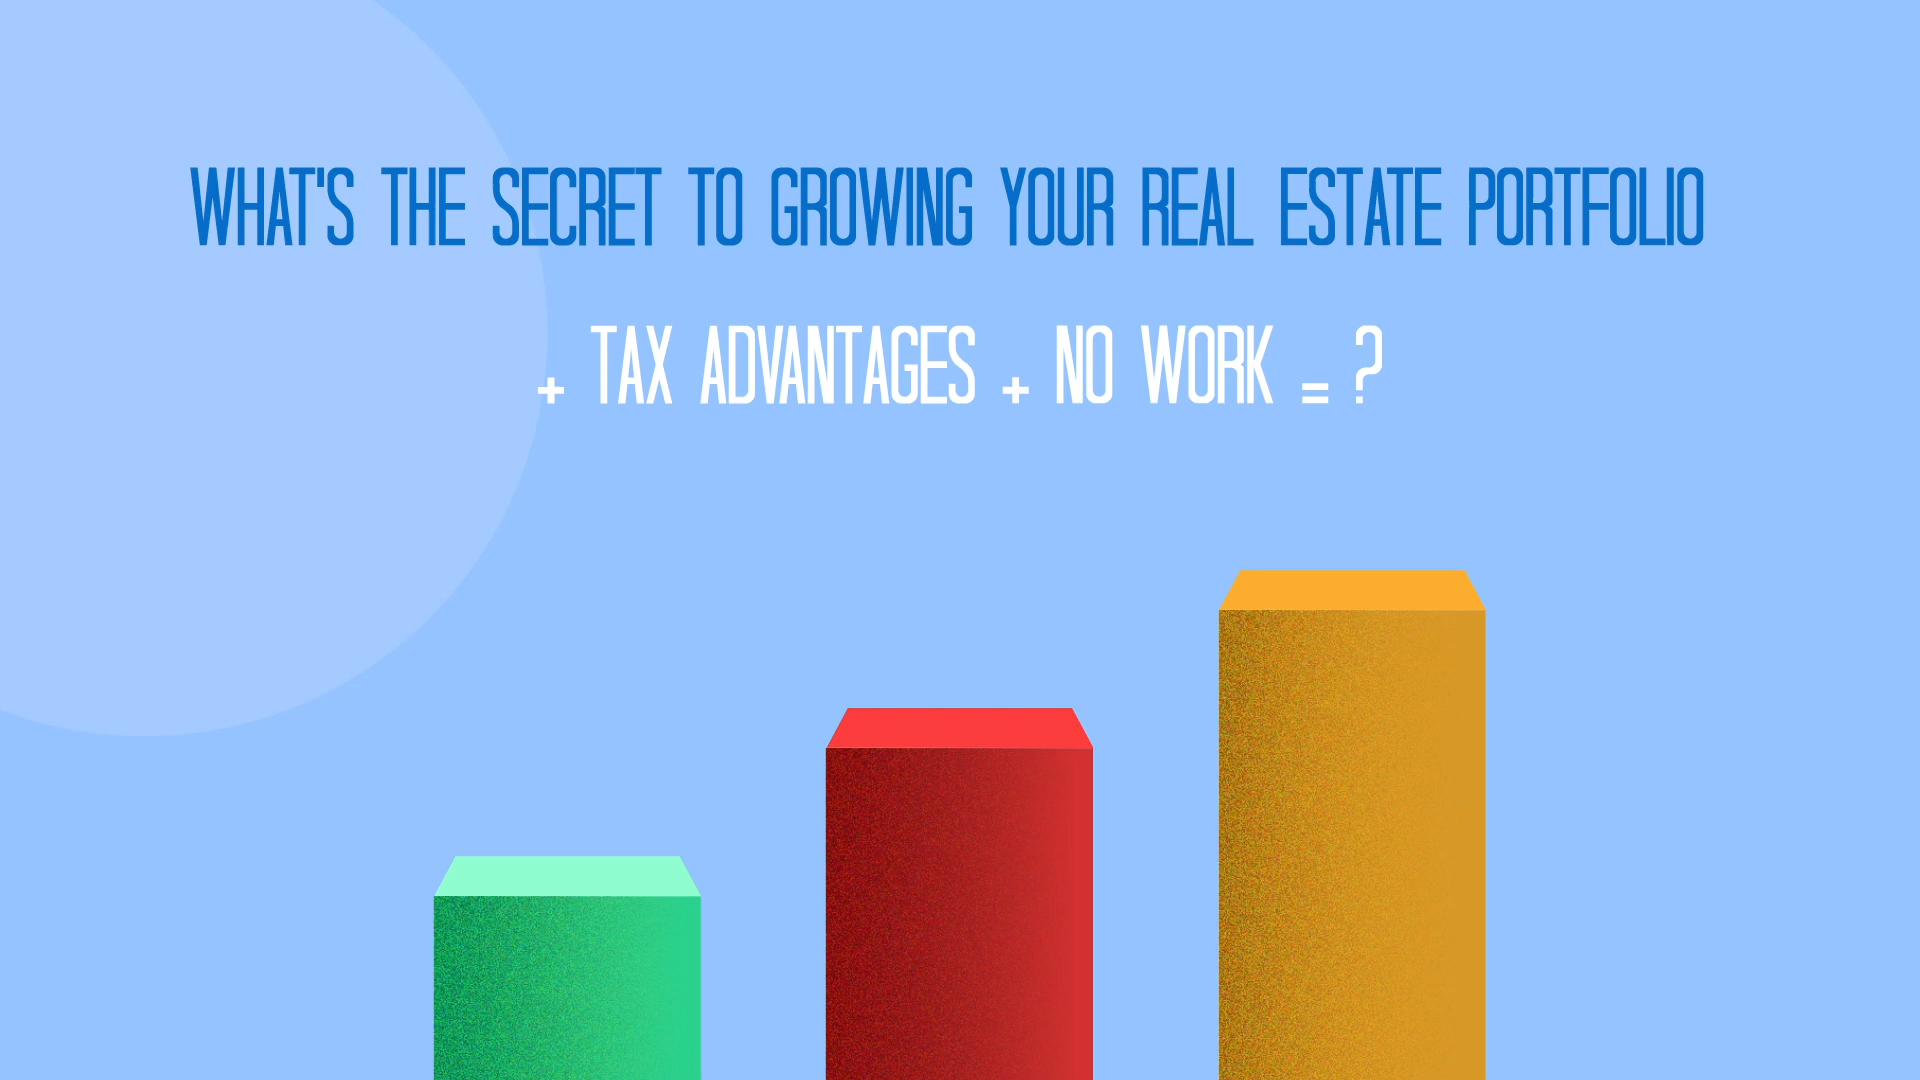 WHAT'S THE SECRET TO GROWING YOUR REAL ESTATE PORTFOLIO
+ TAX ADVANTAGES + NO WORK = ?